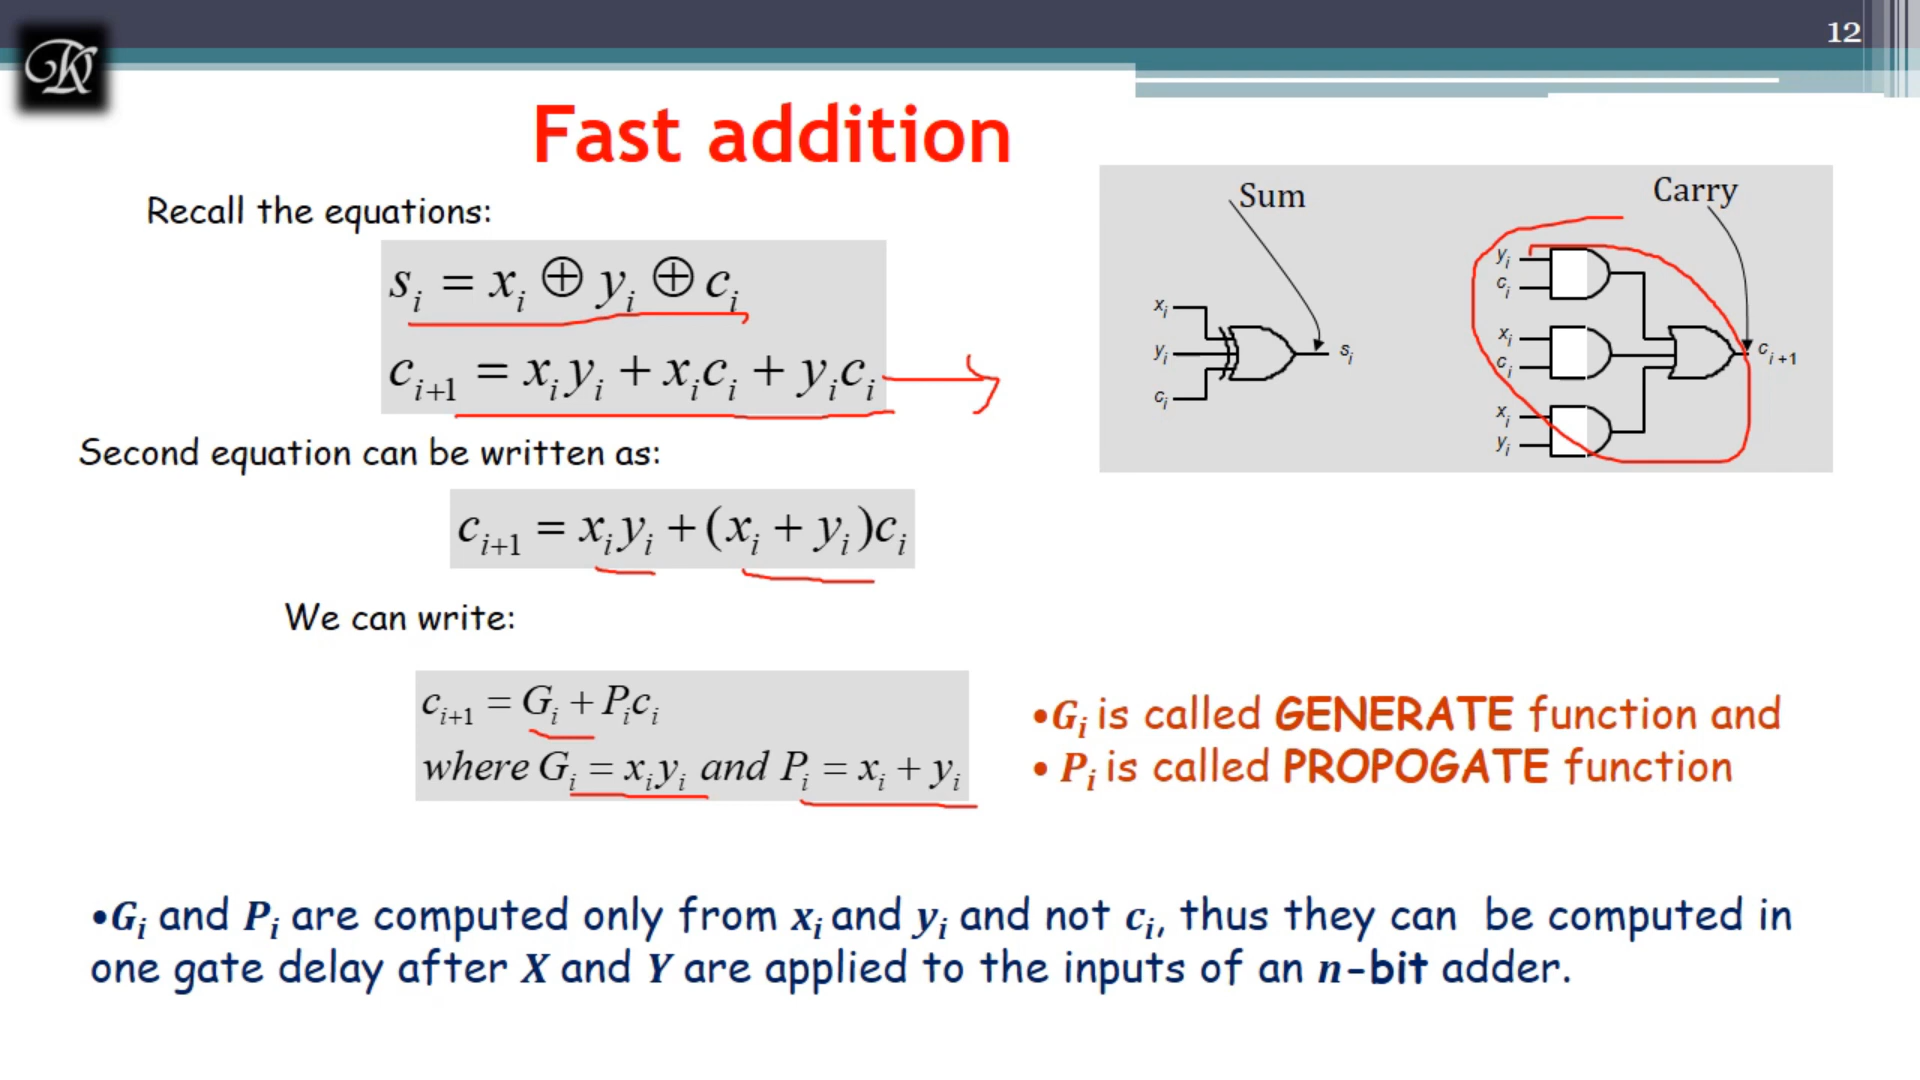 12
Fast addition
Recall the equations:
s_i = x_i ⊕ y_i ⊕ c_i
c_{i+1} = x_i y_i + x_i c_i + y_i c_i
Second equation can be written as:
c_{i+1} = x_i y_i + (x_i + y_i)c_i
We can write:
c_{i+1} = G_i + P_i c_i
where G_i = x_i y_i and P_i = x_i + y_i
Sum
x_i
y_i
c_i
s_i
Carry
y_i
c_i
x_i
c_i
x_i
y_i
c_{i+1}
•G_i is called GENERATE function and
• P_i is called PROPOGATE function
•G_i and P_i are computed only from x_i and y_i and not c_i, thus they can be computed in
one gate delay after X and Y are applied to the inputs of an n-bit adder.